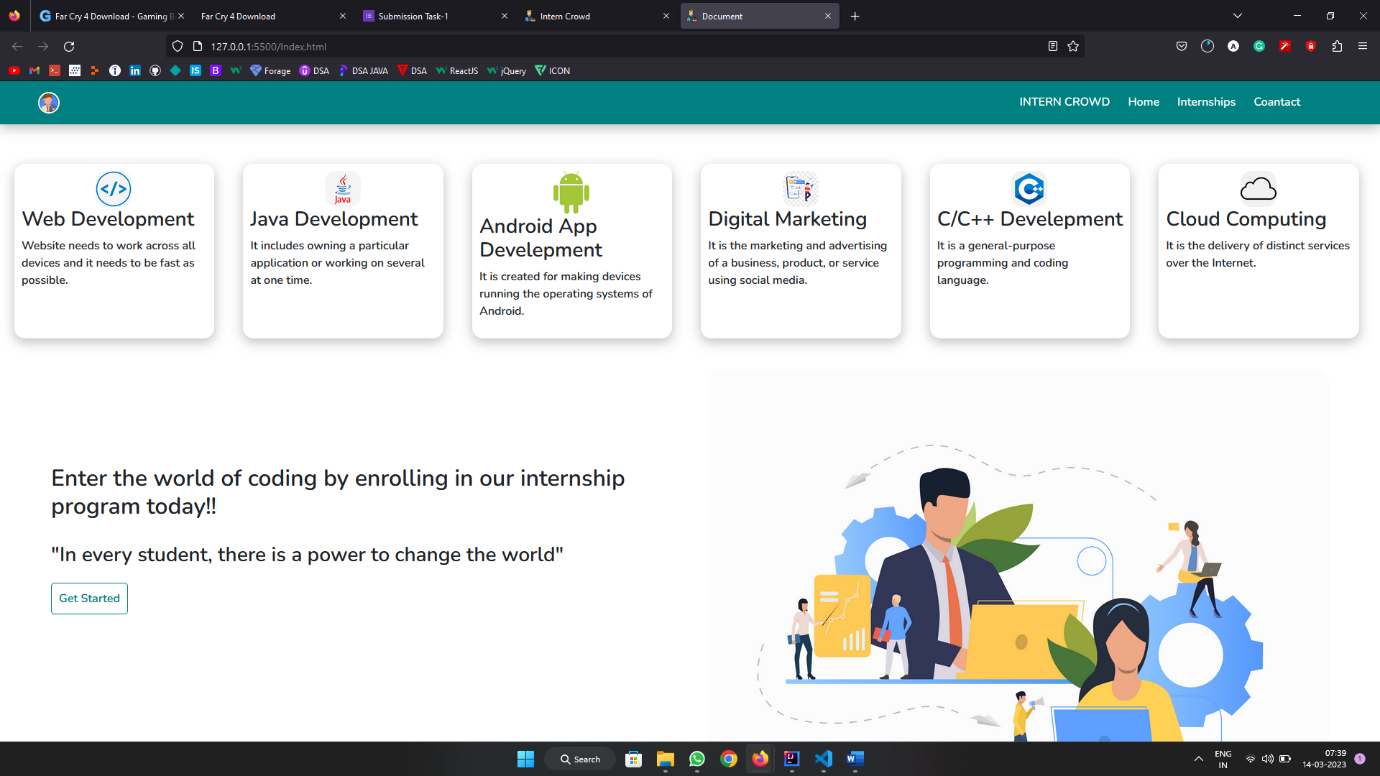 Far Cry 4 Download - Gaming B
Far Cry 4 Download
Submission Task-1
Intern Crowd
Document
127.0.0.1:5500/Index.html
Forage
DSA
DSA JAVA
DSA
ReactJS
jQuery
ICON
INTERN CROWD
Home
Internships
Coantact
Web Development
Website needs to work across all
devices and it needs to be fast as
possible.
Java
Java Development
It includes owning a particular
application or working on several
at one time.
Android App
Develepment
It is created for making devices
running the operating systems of
Android.
Digital Marketing
It is the marketing and advertising
of a business, product, or service
using social media.
C/C++ Develepment
It is a general-purpose
programming and coding
language.
Cloud Computing
It is the delivery of distinct services
over the Internet.
Enter the world of coding by enrolling in our internship
program today!!
"In every student, there is a power to change the world"
Get Started
Search
ENG
IN
07:39
14-03-2023
1